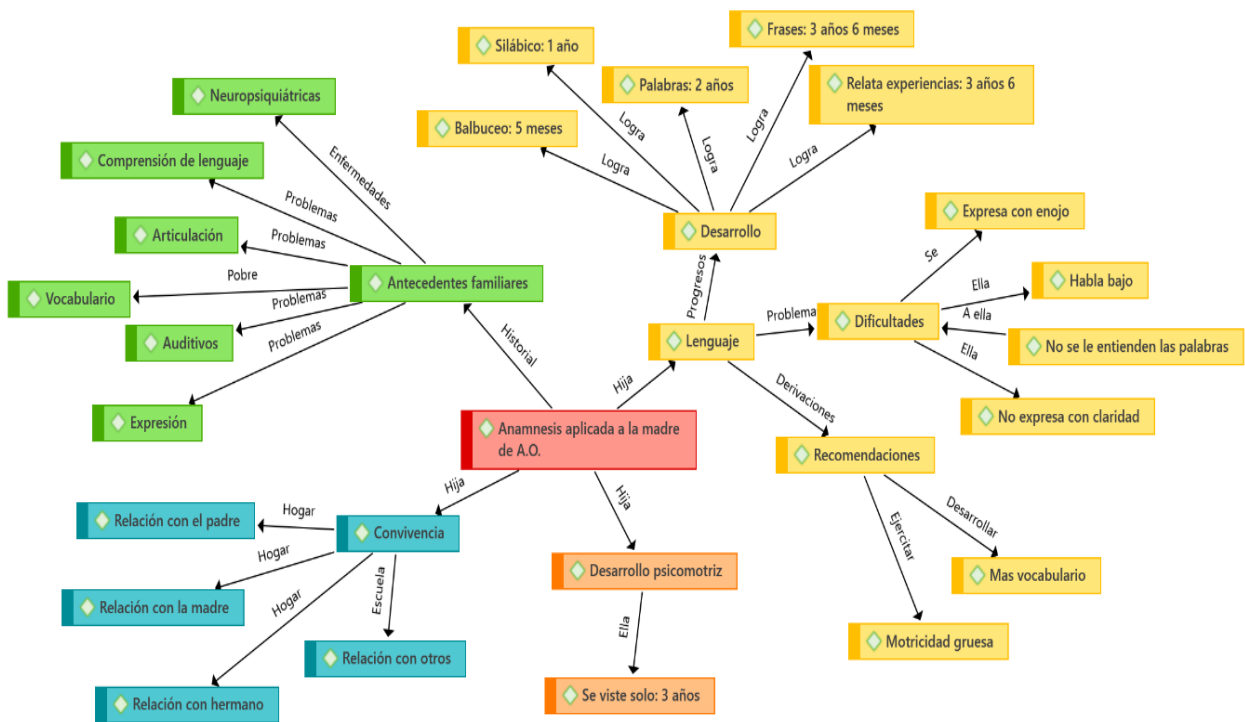 Frases: 3 años 6 meses
Silábico: 1 año
Palabras: 2 años
Relata experiencias: 3 años 6
meses
Neuropsiquiátricas
Balbuceo: 5 meses
Logra
Logra
Logra
Logra
Logra
Comprensión de lenguaje
Enfermedades
Problemas
Articulación
Problemas
Desarrollo
Expresa con enojo
Se
Antecedentes familiares
Pobre
Vocabulario
Problemas
Auditivos
Problemas
Expresión
Historial
Progresos
Lenguaje
Problema
Dificultades
Ella
Habla bajo
A ella
No se le entienden las palabras
Ella
No expresa con claridad
Hija
Derivaciones
Anamnesis aplicada a la madre
de A.O.
Recomendaciones
Ejercitar
Desarrollar
Mas vocabulario
Motricidad gruesa
Hija
Hija
Convivencia
Hogar
Relación con el padre
Hogar
Relación con la madre
Hogar
Relación con hermano
Escuela
Relación con otros
Desarrollo psicomotriz
Ella
Se viste solo: 3 años